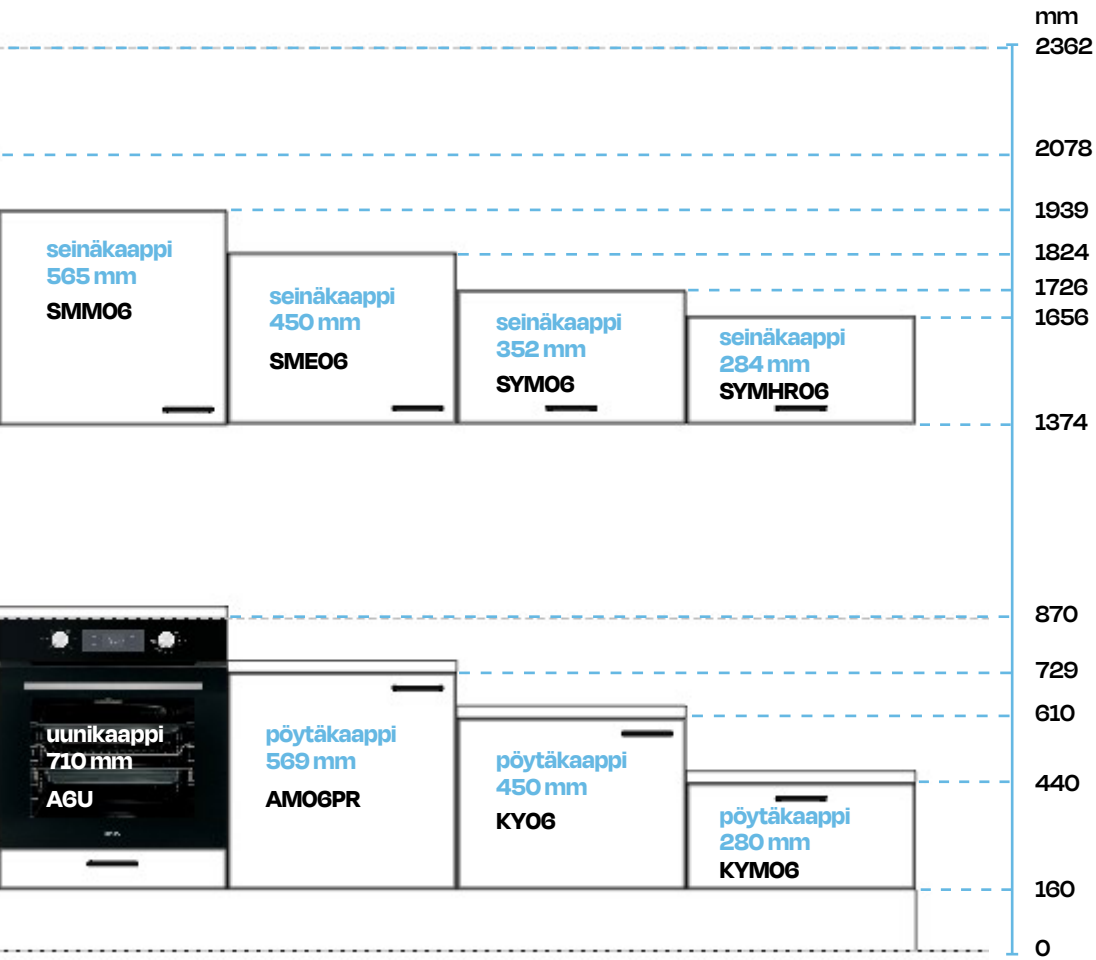 mm
2362
2078
1939
1824
1726
1656
1374
870
729
610
440
160
0
seinäkaappi
565 mm
SMM06
seinäkaappi
450 mm
SME06
seinäkaappi
352 mm
SYM06
seinäkaappi
284 mm
SYMHR06
uunikaappi
710 mm
A6U
pöytäkaappi
569 mm
AM06PR
pöytäkaappi
450 mm
KY06
pöytäkaappi
280 mm
KYM06